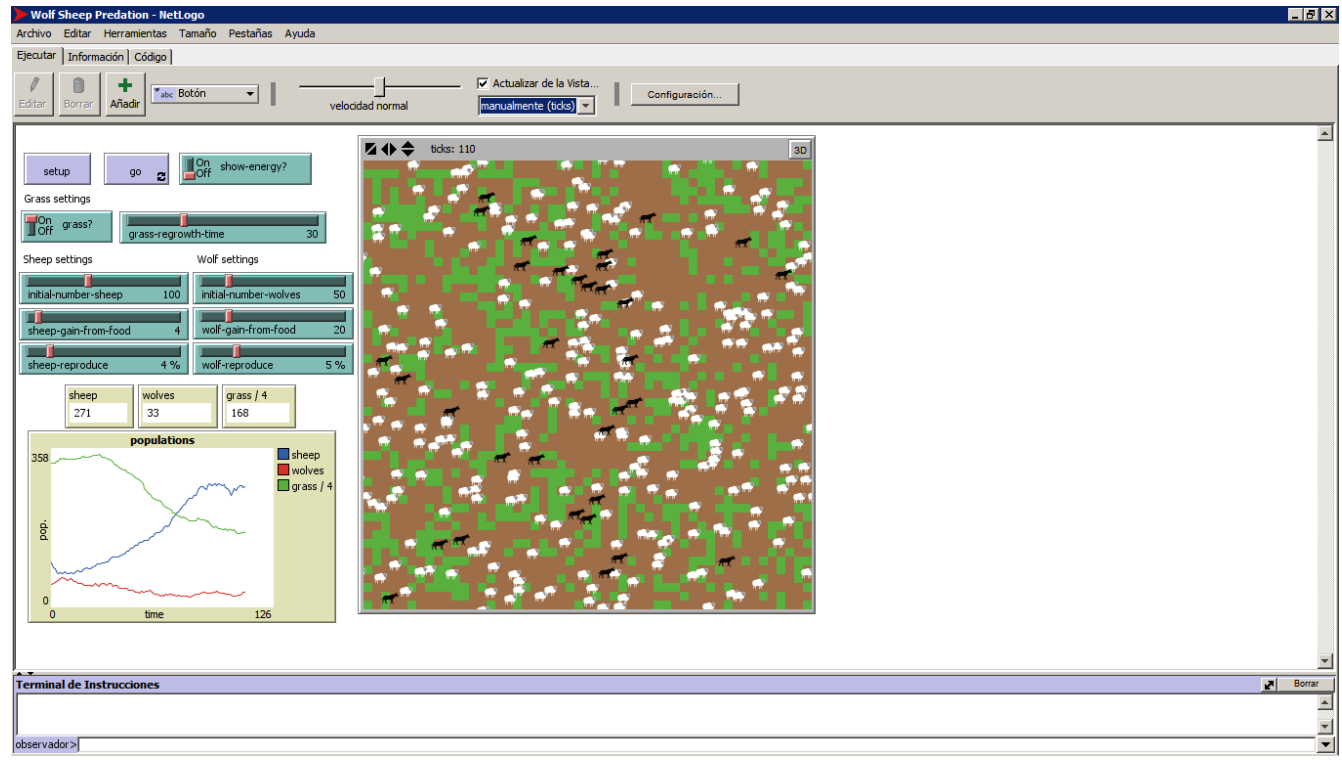 Wolf Sheep Predation - NetLogo
Archivo Editar Herramientas Tamaño Pestañas Ayuda
Ejecutar Información Código
Editar Borrar Añadir abc Botón velocidad normal Actualizar de la Vista... manualmente (ticks) Configuración...
ticks: 110 3D
setup go On Off show-energy?
Grass settings
On Off grass? grass-regrowth-time 30
Sheep settings Wolf settings
initial-number-sheep 100 initial-number-wolves 50
sheep-gain-from-food 4 wolf-gain-from-food 20
sheep-reproduce 4 % wolf-reproduce 5 %
sheep wolves grass / 4
271 33 168
populations
358
pop.
0
0 time 126
sheep
wolves
grass / 4
Terminal de Instrucciones Borrar
observador>